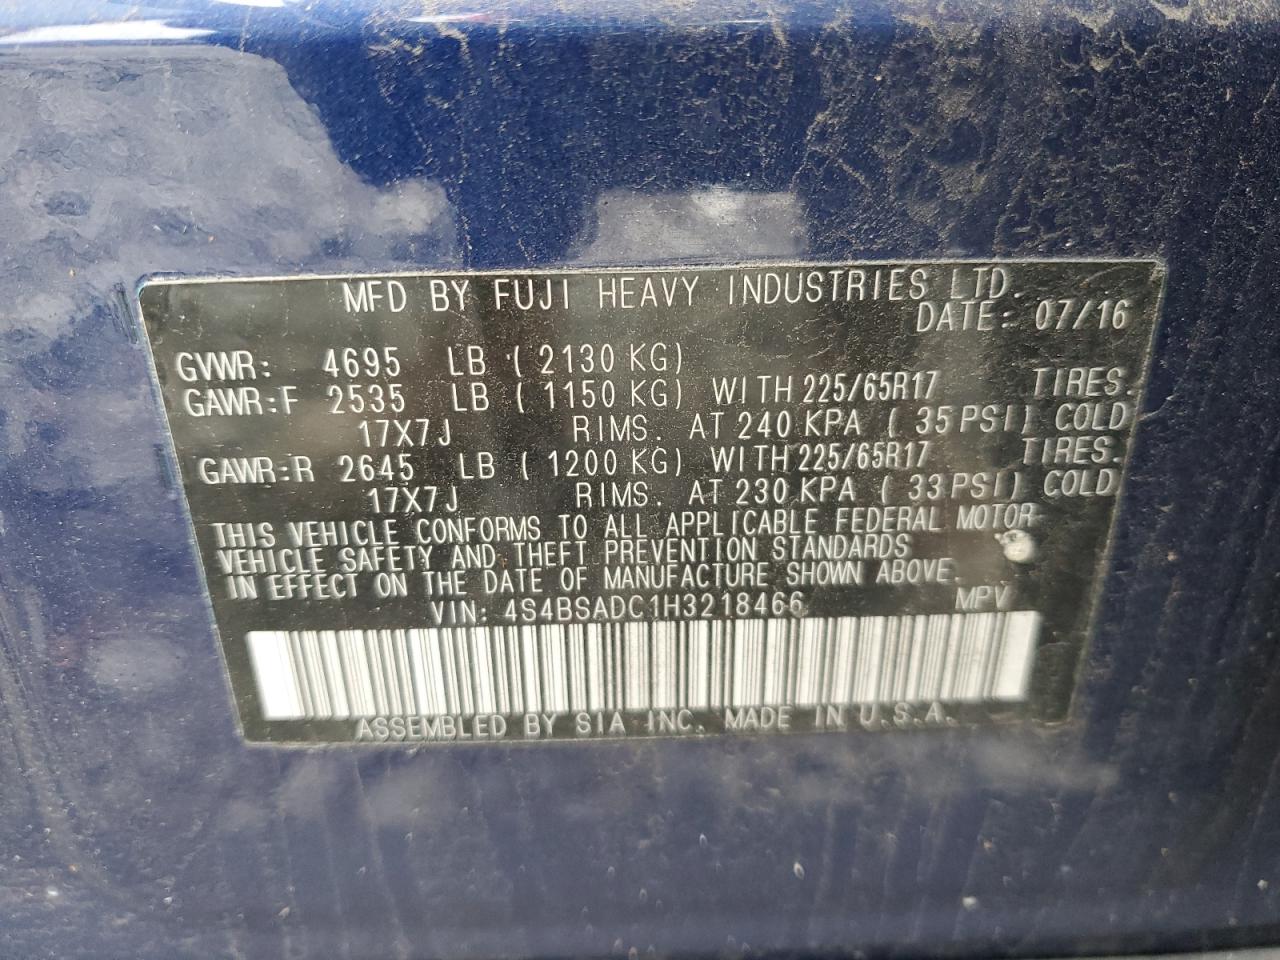 MFD BY FUJI HEAVY INDUSTRIES LTD.
DATE: 07/16
GVWR: 4695 LB ( 2130 KG)
GAWR:F 2535 LB ( 1150 KG) WITH 225/65R17 TIRES.
17X7J RIMS. AT 240 KPA ( 35 PSI) COLD
GAWR:R 2645 LB ( 1200 KG) WITH 225/65R17 TIRES.
17X7J RIMS. AT 230 KPA ( 33 PSI) COLD
THIS VEHICLE CONFORMS TO ALL APPLICABLE FEDERAL MOTOR
VEHICLE SAFETY AND THEFT PREVENTION STANDARDS
IN EFFECT ON THE DATE OF MANUFACTURE SHOWN ABOVE.
VIN: 4S4BSADC1H3218466 MPV
ASSEMBLED BY SIA INC. MADE IN U.S.A.